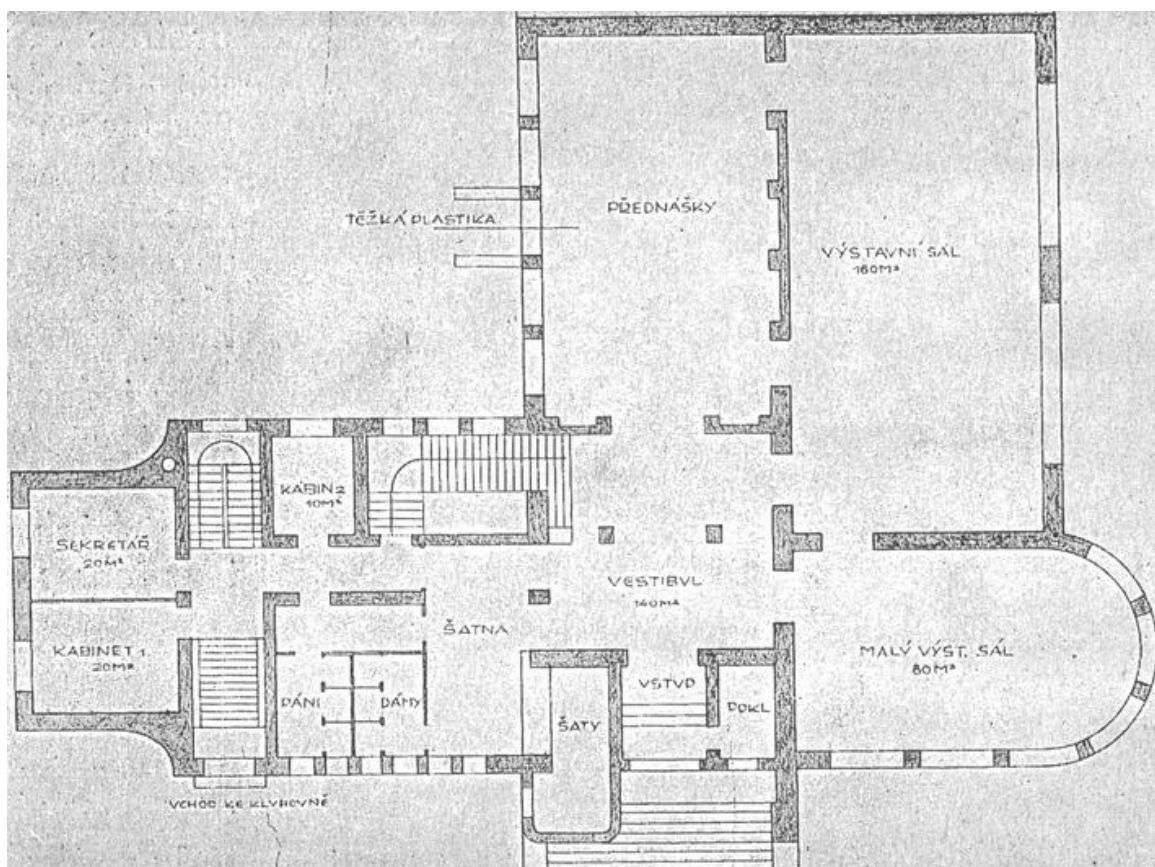 TĚŽKÁ PLASTIKA
PŘEDNÁŠKY
VÝSTAVNÍ SÁL
160M²
KABIN 2
10M²
SEKRETÁŘ
20M²
KABINET 1
20M²
ŠATNA
VESTIBUL
140M²
MALÝ VÝST. SÁL
80M²
PÁNI
DÁMY
ŠATY
VSTUP
POKL
VCHOD KE KLUBOVNĚ